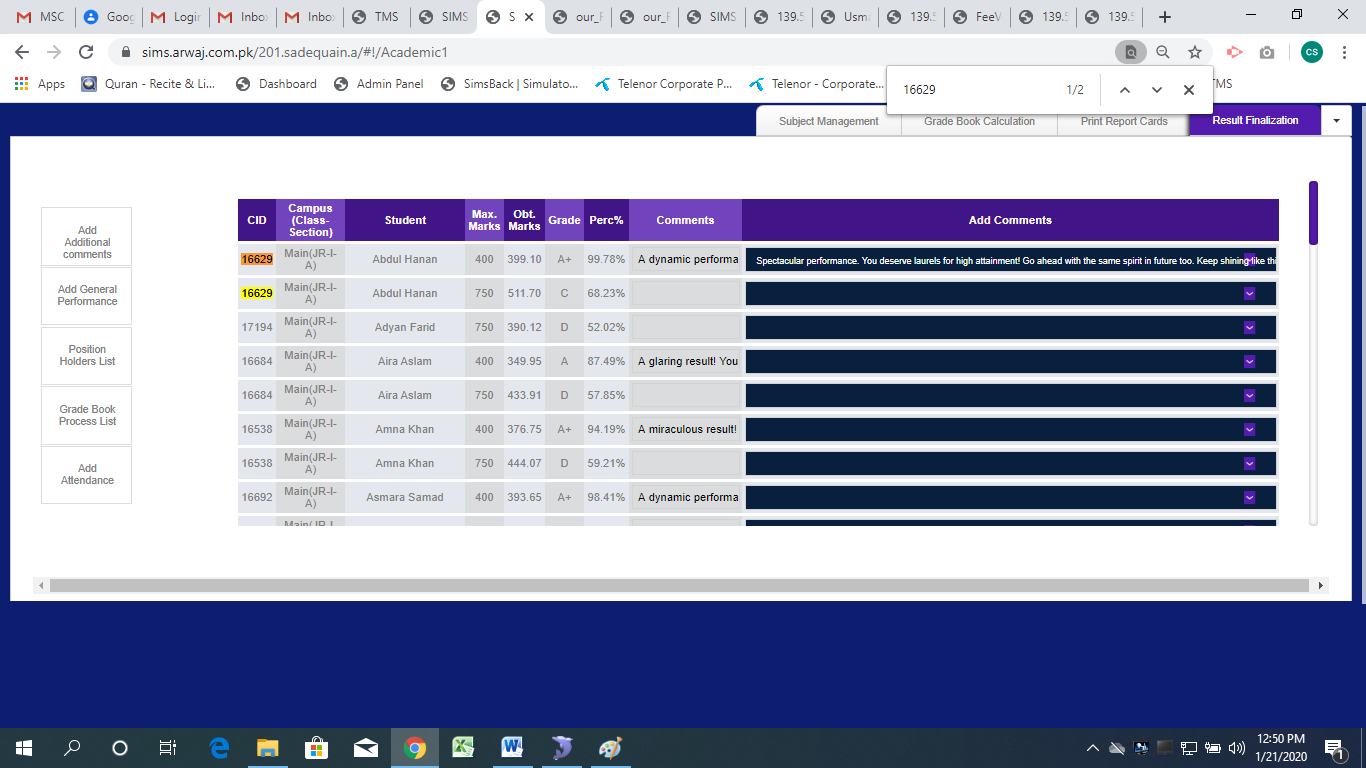 MSC
Goog
Login
Inbox
Inbox
TMS
SIMS
S
our_F
our_F
SIMS
139.5
Usma
139.5
FeeV
139.5
139.5
sims.arwaj.com.pk/201.sadequain.a/#!/Academic1
CS
Apps
Quran - Recite & Li...
Dashboard
Admin Panel
SimsBack | Simulato...
Telenor Corporate P...
Telenor - Corporate...
TMS
16629 1/2
Subject Management
Grade Book Calculation
Print Report Cards
Result Finalization
Add
Additional
comments
Add General
Performance
Position
Holders List
Grade Book
Process List
Add
Attendance
CID Campus (Class-Section) Student Max. Marks Obt. Marks Grade Perc% Comments Add Comments
16629 Main(JR-I-A) Abdul Hanan 400 399.10 A+ 99.78% A dynamic performa Spectacular performance. You deserve laurels for high attainment! Go ahead with the same spirit in future too. Keep shining like thi
16629 Main(JR-I-A) Abdul Hanan 750 511.70 C 68.23%
17194 Main(JR-I-A) Adyan Farid 750 390.12 D 52.02%
16684 Main(JR-I-A) Aira Aslam 400 349.95 A 87.49% A glaring result! You
16684 Main(JR-I-A) Aira Aslam 750 433.91 D 57.85%
16538 Main(JR-I-A) Amna Khan 400 376.75 A+ 94.19% A miraculous result!
16538 Main(JR-I-A) Amna Khan 750 444.07 D 59.21%
16692 Main(JR-I-A) Asmara Samad 400 393.65 A+ 98.41% A dynamic performa
Main(JR-I-
12:50 PM
1/21/2020
1